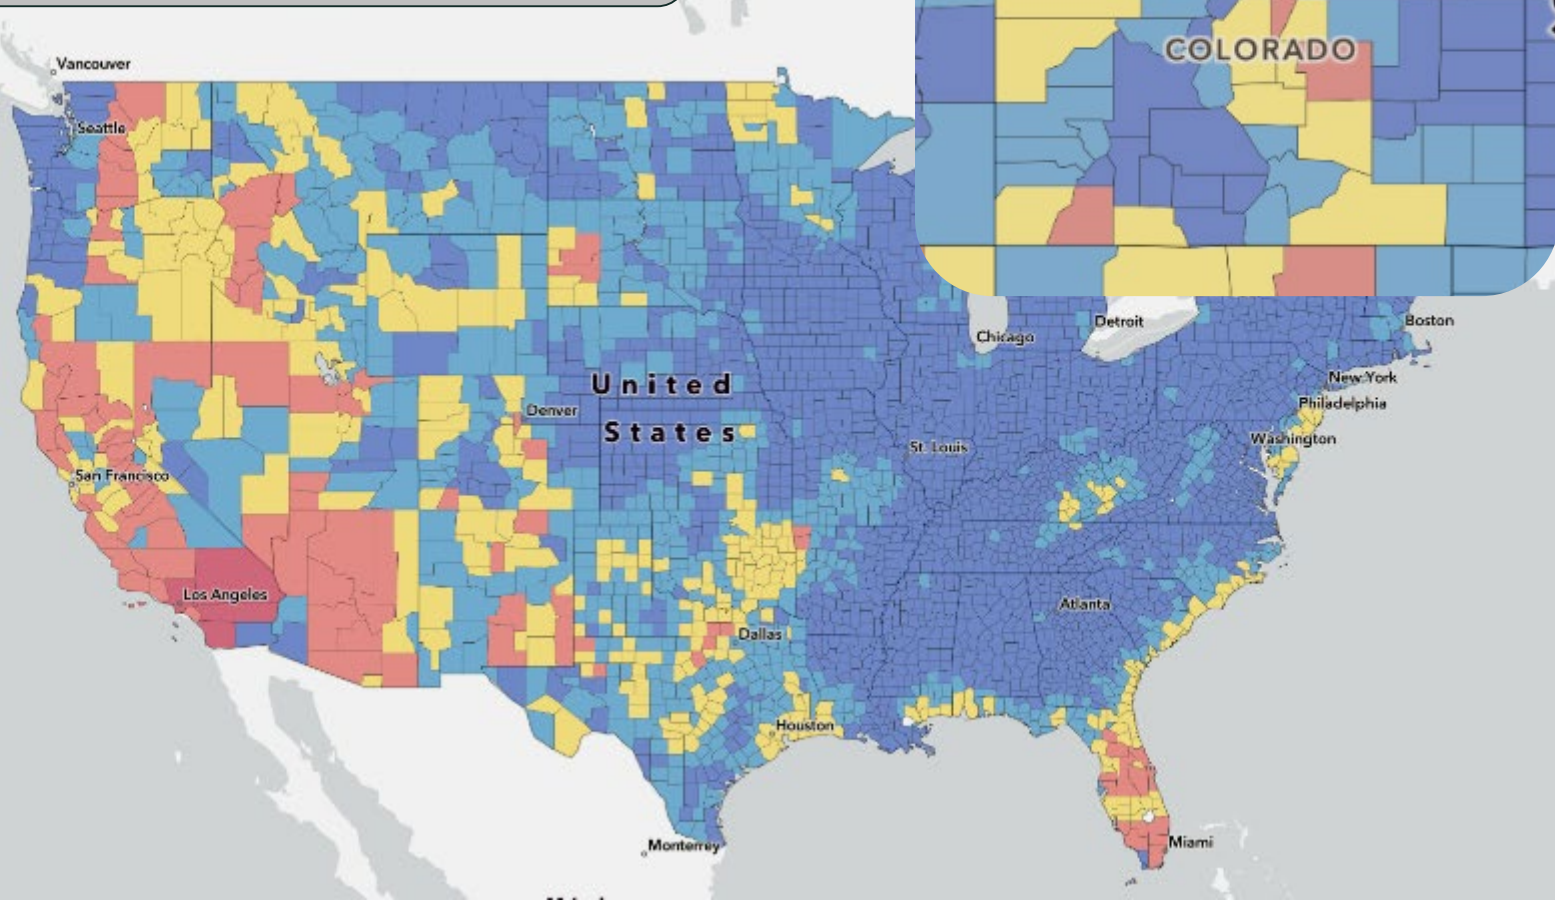 Vancouver
COLORADO
Seattle
Chicago
Detroit
Boston
New York
Philadelphia
United
States
Denver
Washington
St. Louis
San Francisco
Los Angeles
Atlanta
Dallas
Houston
Monterrey
Miami